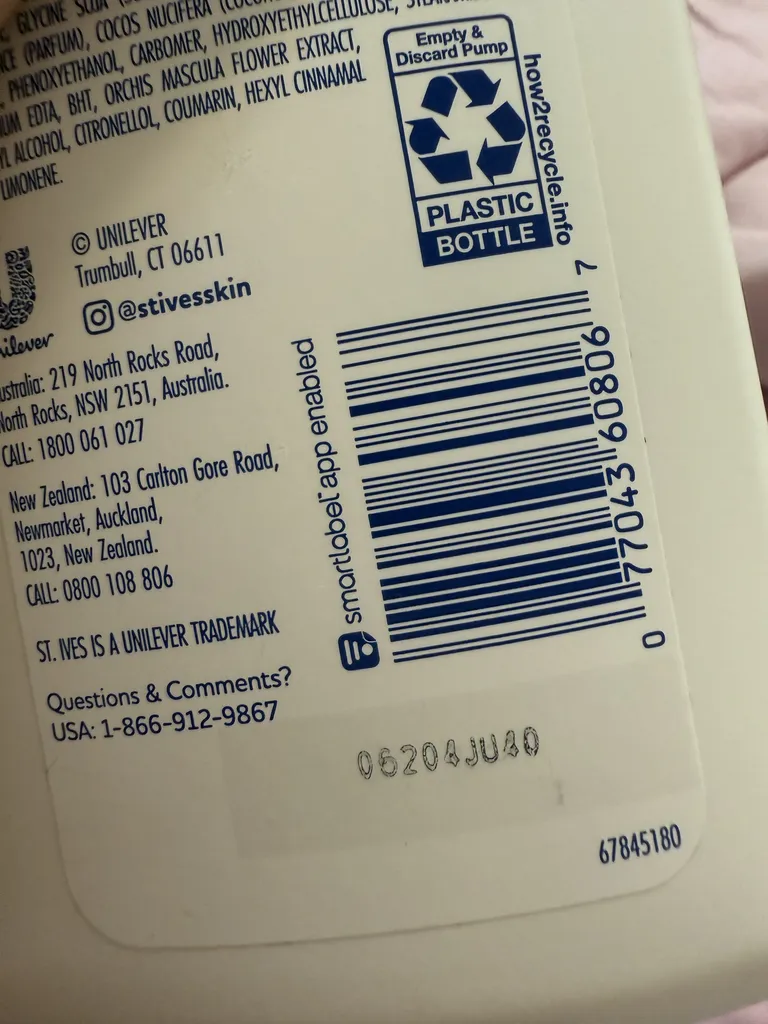 GLYCINE SOJA
(PARFUM), COCOS NUCIFERA
PHENOXYETHANOL, CARBOMER, HYDROXYETHYLCELLULOSE,
EDTA, BHT, ORCHIS MASCULA FLOWER EXTRACT,
ALCOHOL, CITRONELLOL, COUMARIN, HEXYL CINNAMAL
LIMONENE.
Empty &
Discard Pump
PLASTIC
BOTTLE
how2recycle.info
© UNILEVER
Trumbull, CT 06611
@stivesskin
219 North Rocks Road,
North Rocks, NSW 2151, Australia.
CALL: 1800 061 027
New Zealand: 103 Carlton Gore Road,
Newmarket, Auckland,
1023, New Zealand.
CALL: 0800 108 806
ST. IVES IS A UNILEVER TRADEMARK
Questions & Comments?
USA: 1-866-912-9867
smartlabel™ app enabled
0 77043 60806 7
06204JU40
67845180